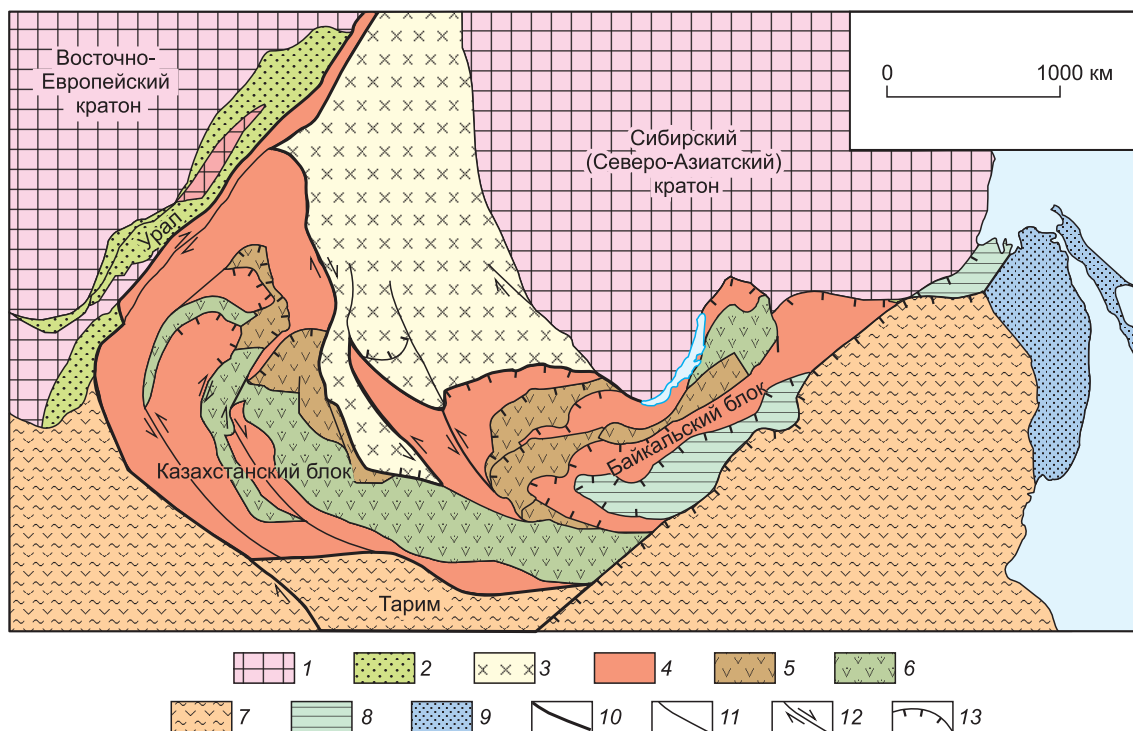 Восточно-
Европейский
кратон
0 1000 км
Сибирский
(Северо-Азиатский)
кратон
Урал
Байкальский блок
Казахстанский блок
Тарим
1 2 3 4 5 6
7 8 9 10 11 12 13